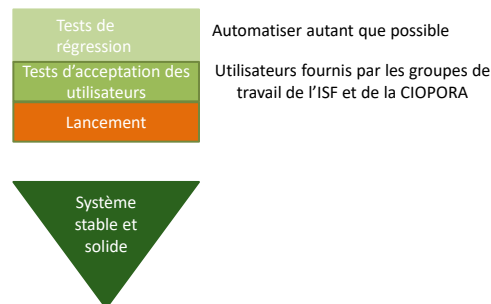 Tests de
régression
Automatiser autant que possible
Tests d'acceptation des
utilisateurs
Utilisateurs fournis par les groupes de
travail de l'ISF et de la CIOPORA
Lancement
Système
stable et
solide